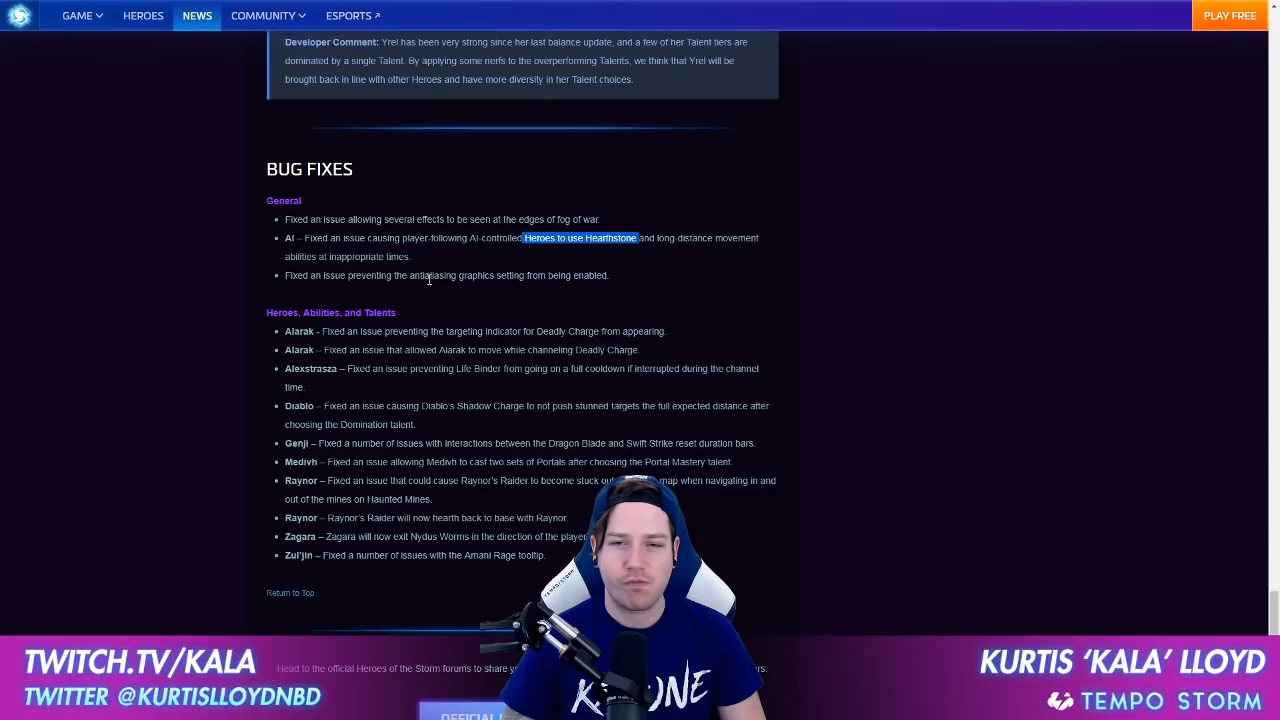 GAME HEROES NEWS COMMUNITY ESPORTS PLAY FREE
Developer Comment: Yrel has been very strong since her last balance update, and a few of her Talent tiers are
dominated by a single Talent. By applying some nerfs to the overperforming Talents, we think that Yrel will be
brought back in line with other Heroes and have more diversity in her Talent choices.
BUG FIXES
General
Fixed an issue allowing several effects to be seen at the edges of fog of war.
AI – Fixed an issue causing player-following AI-controlled Heroes to use Hearthstone and long-distance movement
abilities at inappropriate times.
Fixed an issue preventing the antialiasing graphics setting from being enabled.
Heroes, Abilities, and Talents
Alarak - Fixed an issue preventing the targeting indicator for Deadly Charge from appearing.
Alarak – Fixed an issue that allowed Alarak to move while channeling Deadly Charge.
Alexstrasza – Fixed an issue preventing Life Binder from going on a full cooldown if interrupted during the channel
time.
Diablo – Fixed an issue causing Diablo's Shadow Charge to not push stunned targets the full expected distance after
choosing the Domination talent.
Genji – Fixed a number of issues with interactions between the Dragon Blade and Swift Strike reset duration bars.
Medivh – Fixed an issue allowing Medivh to cast two sets of Portals after choosing the Portal Mastery talent.
Raynor – Fixed an issue that could cause Raynor's Raider to become stuck map when navigating in and
out of the mines on Haunted Mines.
Raynor – Raynor's Raider will now hearth back to base with Raynor.
Zagara – Zagara will now exit Nydus Worms in the direction of the player
Zul'jin – Fixed a number of issues with the Amani Rage tooltip.
Return to Top
Head to the official Heroes of the Storm forums to share
TWITCH.TV/KALA
TWITTER @KURTISLLOYDNBD
KURTIS 'KALA' LLOYD
TEMPO STORM